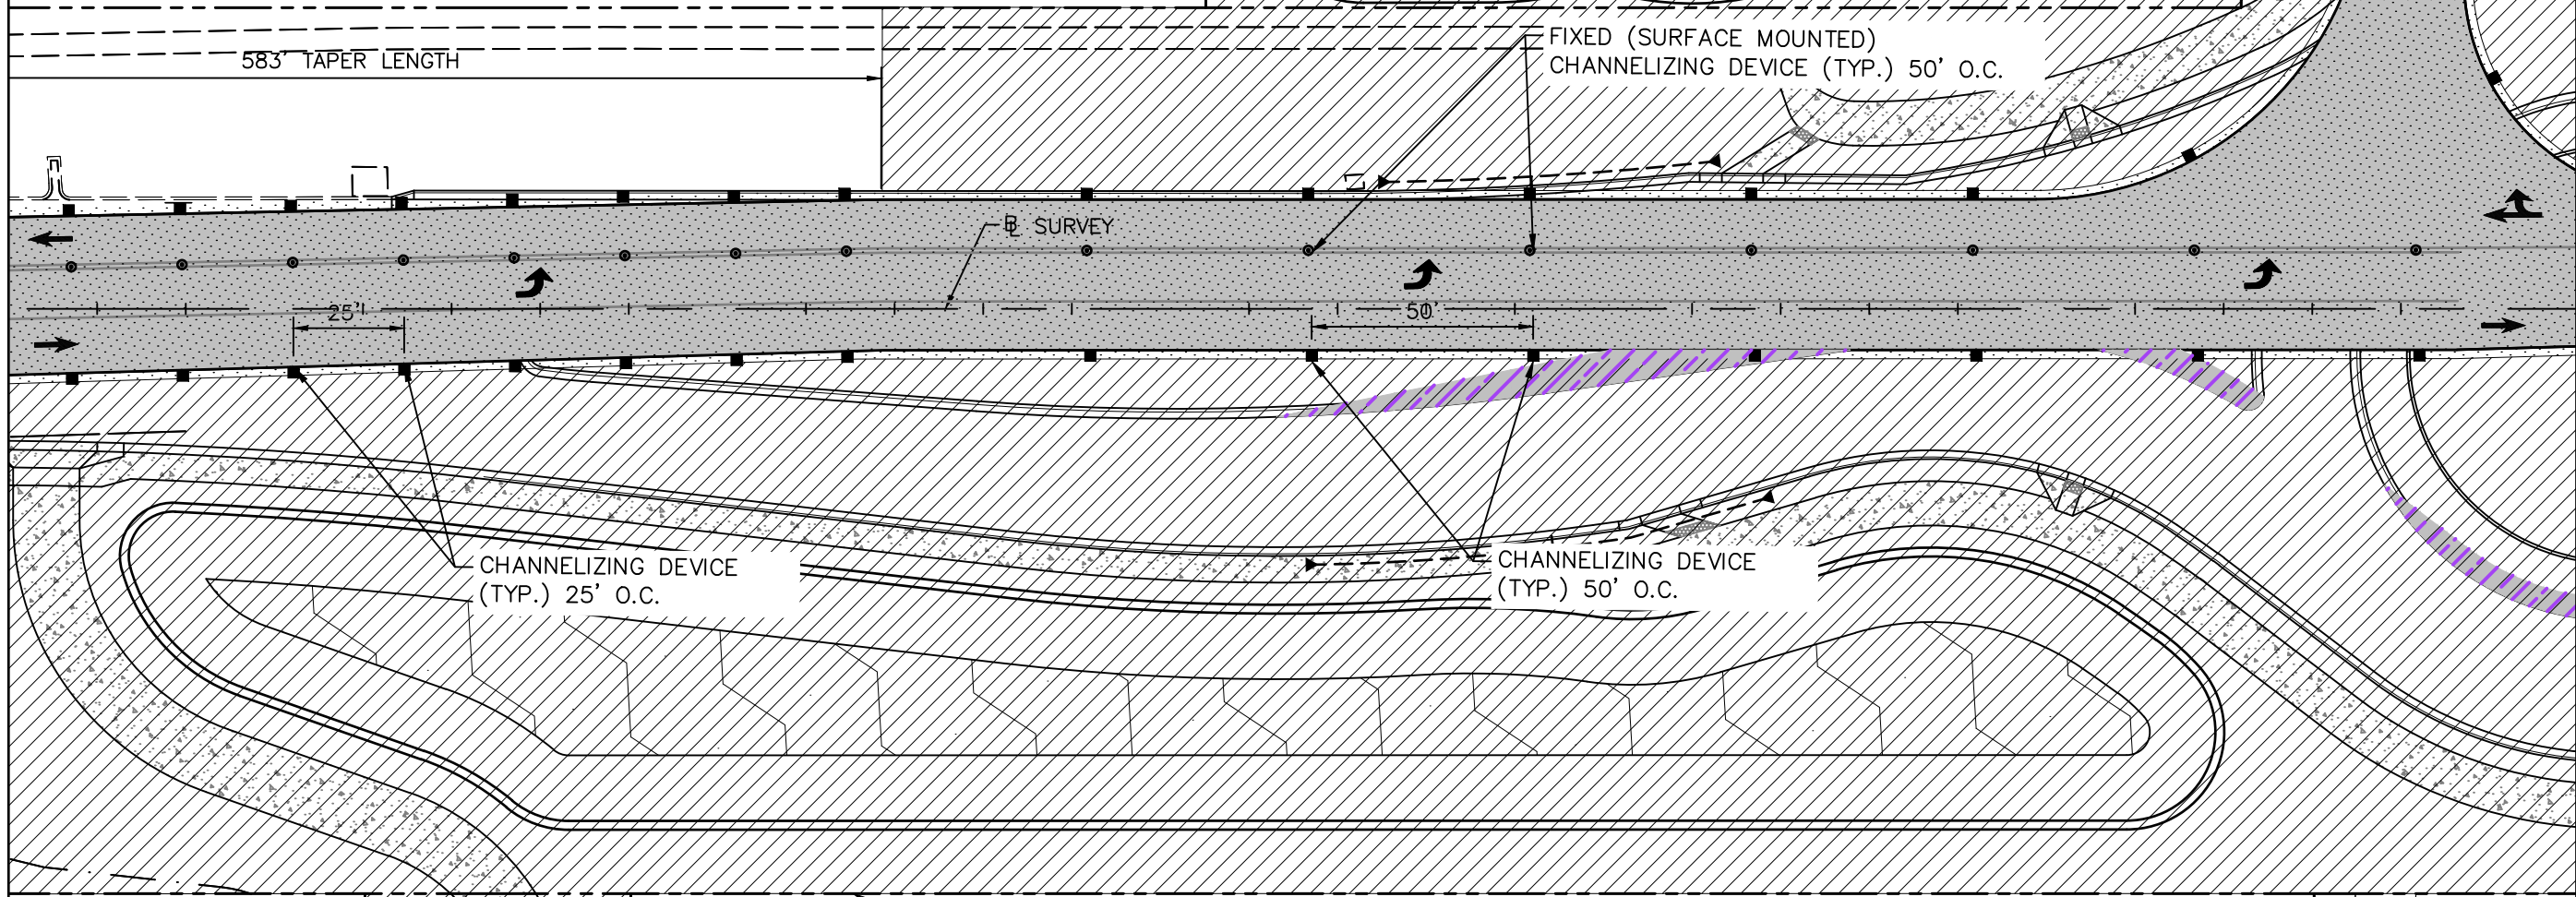 583' TAPER LENGTH
FIXED (SURFACE MOUNTED)
CHANNELIZING DEVICE (TYP.) 50' O.C.
℄ SURVEY
25'
50'
CHANNELIZING DEVICE
(TYP.) 25' O.C.
CHANNELIZING DEVICE
(TYP.) 50' O.C.